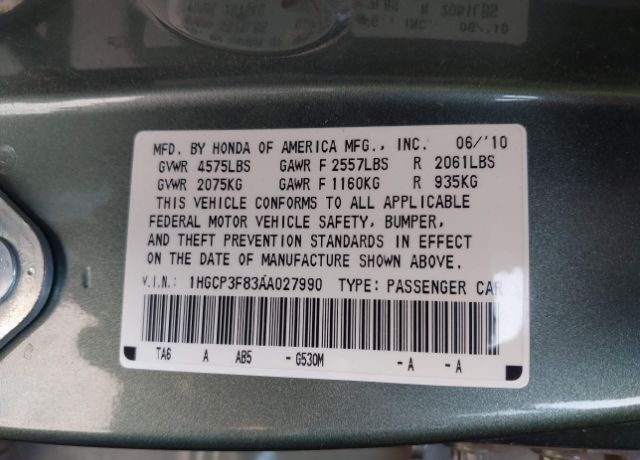 MFD. BY HONDA OF AMERICA MFG., INC. 06/'10
GVWR 4575LBS GAWR F 2557LBS R 2061LBS
GVWR 2075KG GAWR F 1160KG R 935KG
THIS VEHICLE CONFORMS TO ALL APPLICABLE
FEDERAL MOTOR VEHICLE SAFETY, BUMPER,
AND THEFT PREVENTION STANDARDS IN EFFECT
ON THE DATE OF MANUFACTURE SHOWN ABOVE.
V.I.N.: 1HGCP3F83AA027990 TYPE: PASSENGER CAR
TA6 A AB5 - G530M - A - A